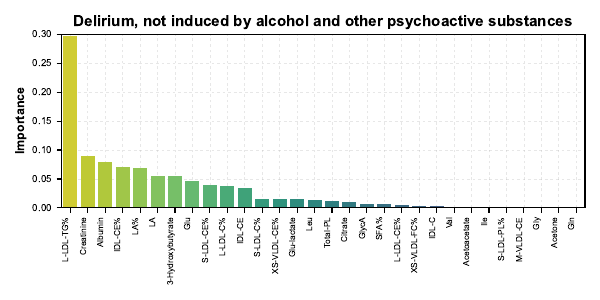 Delirium, not induced by alcohol and other psychoactive substances
Importance
0.30
0.25
0.20
0.15
0.10
0.05
0.00
L-LDL-TG%
Creatinine
Albumin
IDL-CE%
LA%
LA
3-Hydroxybutyrate
Glu
S-LDL-CE%
L-LDL-C%
IDL-CE
S-LDL-C%
XS-VLDL-CE%
Glu-lactate
Leu
Total-PL
Citrate
GlycA
SFA%
L-LDL-CE%
XS-VLDL-FC%
IDL-C
Val
Acetoacetate
Ile
S-LDL-PL%
M-VLDL-CE
Gly
Acetone
Gln